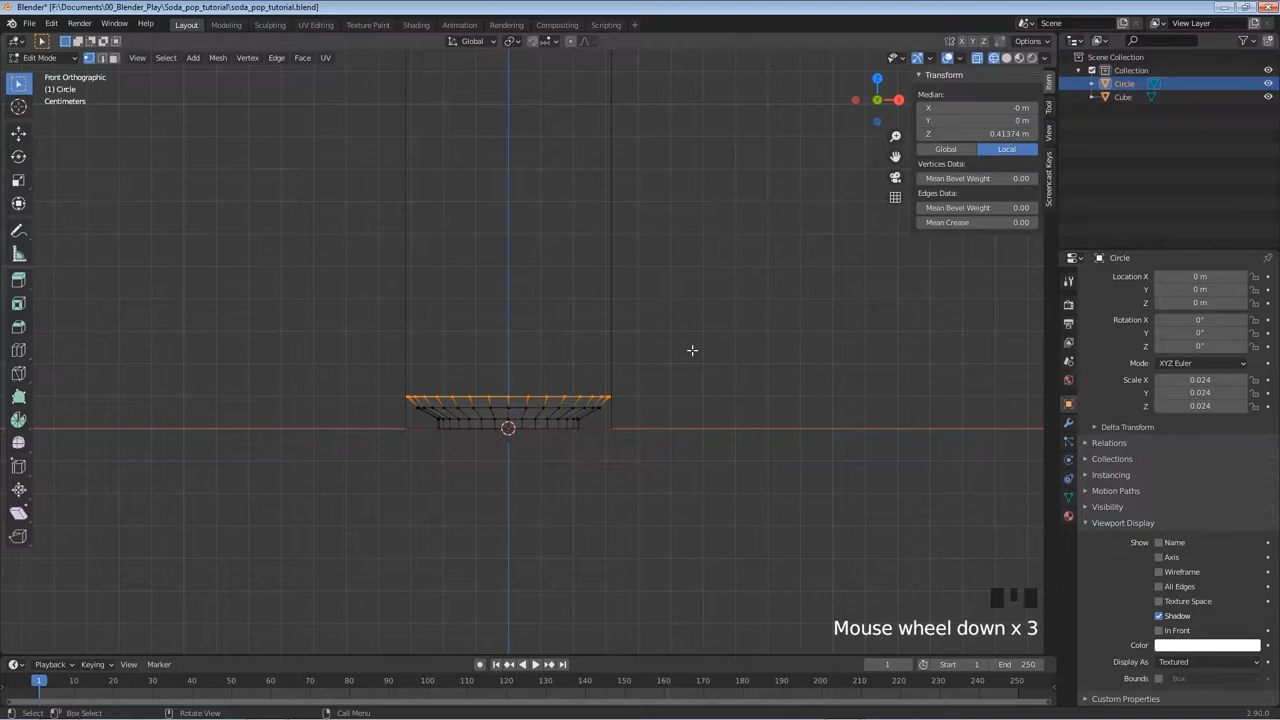 Blender* [F:\Documents\00_Blender_Play\Soda_pop_tutorial\soda_pop_tutorial.blend]
File Edit Render Window Help Layout Modeling Sculpting UV Editing Texture Paint Shading Animation Rendering Compositing Scripting Scene View Layer
Global X Y Z Options
Edit Mode View Select Add Mesh Vertex Edge Face UV
Front Orthographic
(1) Circle
Centimeters
Transform
Median:
X -0 m
Y 0 m
Z 0.41374 m
Global Local
Vertices Data:
Mean Bevel Weight 0.00
Edges Data:
Mean Bevel Weight 0.00
Mean Crease 0.00
Item
Tool
View
Screencast Keys
Scene Collection
Collection
Circle
Cube
Circle
Location X 0 m
Y 0 m
Z 0 m
Rotation X 0°
Y 0°
Z 0°
Mode XYZ Euler
Scale X 0.024
Y 0.024
Z 0.024
Delta Transform
Relations
Collections
Instancing
Motion Paths
Visibility
Viewport Display
Show Name
Axis
Wireframe
All Edges
Texture Space
Shadow
In Front
Color
Display As Textured
Bounds Box
Custom Properties
Mouse wheel down x 3
Playback Keying View Marker 1 Start 1 End 250
1 10 20 30 40 50 60 70 80 90 100 110 120 130 140 150 160 170 180 190 200 210 220 230 240 250
Select Box Select Rotate View Call Menu 2.90.0